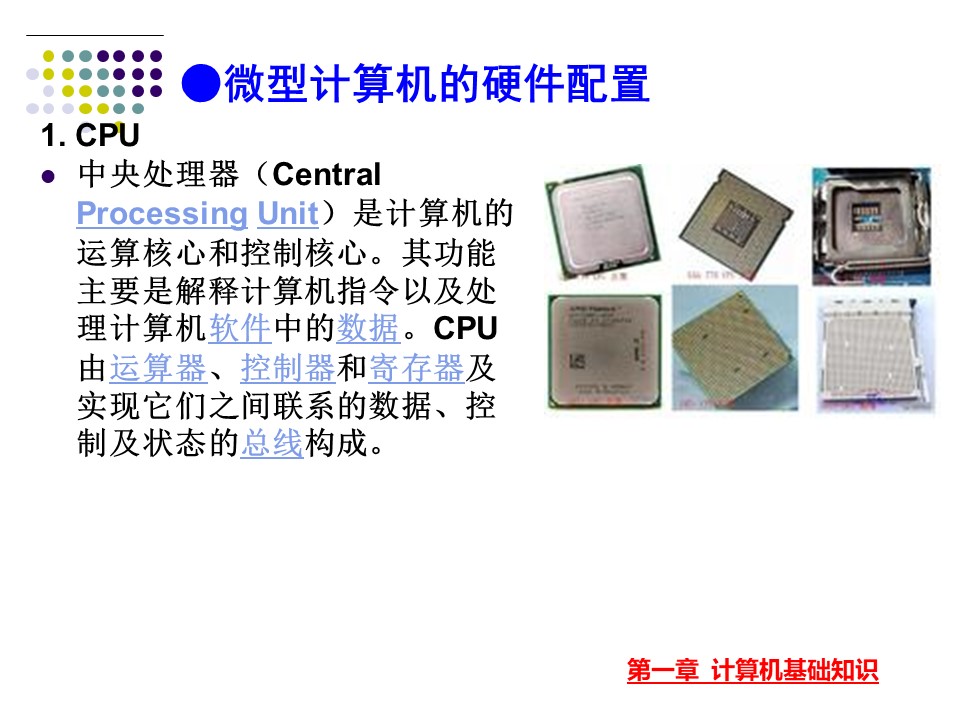 ●微型计算机的硬件配置
1. CPU
● 中央处理器（Central
Processing Unit）是计算机的
运算核心和控制核心。其功能
主要是解释计算机指令以及处
理计算机软件中的数据。CPU
由运算器、控制器和寄存器及
实现它们之间联系的数据、控
制及状态的总线构成。
第一章 计算机基础知识